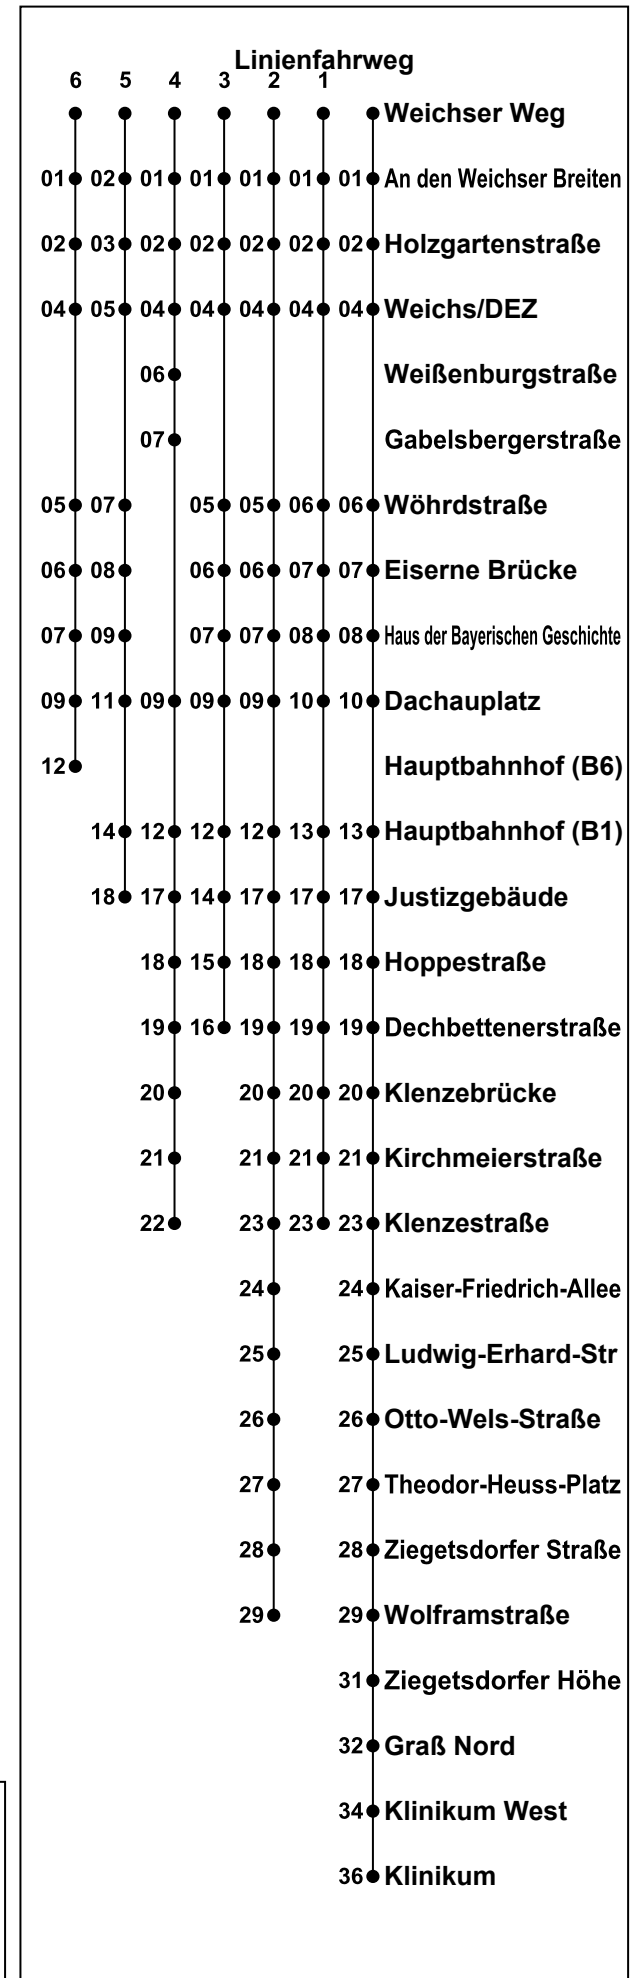 Linienfahrweg
6 5 4 3 2 1
Weichser Weg
01 02 01 01 01 01 01 An den Weichser Breiten
02 03 02 02 02 02 02 Holzgartenstraße
04 05 04 04 04 04 04 Weichs/DEZ
06 Weißenburgstraße
07 Gabelsbergerstraße
05 07 05 05 06 06 Wöhrdstraße
06 08 06 06 07 07 Eiserne Brücke
07 09 07 07 08 08 Haus der Bayerischen Geschichte
09 11 09 09 09 10 10 Dachauplatz
12 Hauptbahnhof (B6)
14 12 12 12 13 13 Hauptbahnhof (B1)
18 17 14 17 17 17 Justizgebäude
18 15 18 18 18 Hoppestraße
19 16 19 19 19 Dechbettenerstraße
20 20 20 20 Klenzebrücke
21 21 21 21 Kirchmeierstraße
22 23 23 23 Klenzestraße
24 24 Kaiser-Friedrich-Allee
25 25 Ludwig-Erhard-Str
26 26 Otto-Wels-Straße
27 27 Theodor-Heuss-Platz
28 28 Ziegetsdorfer Straße
29 29 Wolframstraße
31 Ziegetsdorfer Höhe
32 Graß Nord
34 Klinikum West
36 Klinikum